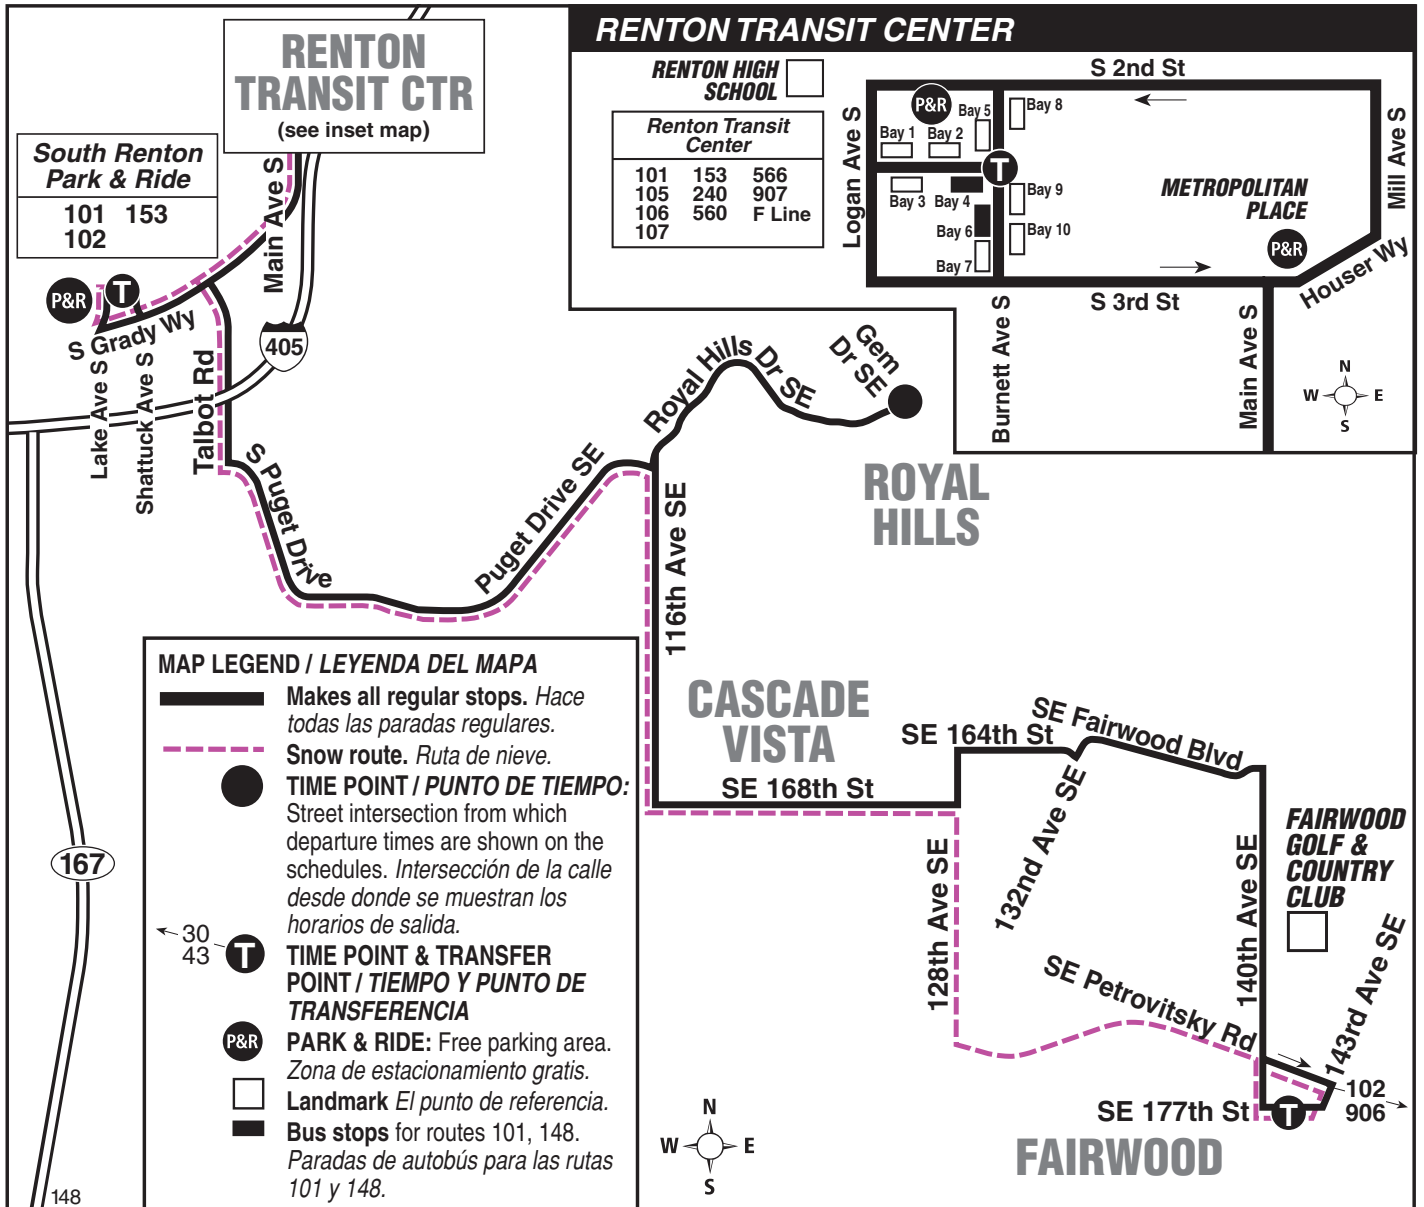 RENTON
TRANSIT CTR
(see inset map)
South Renton
Park & Ride
101 153
102
P&R
T
S Grady Wy
Main Ave S
405
Lake Ave S
Shattuck Ave S
Talbot Rd
S Puget Drive
Puget Drive SE
Royal Hills Dr SE
Gem
Dr SE
ROYAL
HILLS
116th Ave SE
CASCADE
VISTA
SE 168th St
SE 164th St
SE Fairwood Blvd
128th Ave SE
132nd Ave SE
140th Ave SE
143rd Ave SE
SE Petrovitsky Rd
SE 177th St
T
102
906
FAIRWOOD
FAIRWOOD
GOLF &
COUNTRY
CLUB
167
148
N
W E
S
RENTON TRANSIT CENTER
RENTON HIGH
SCHOOL
Renton Transit
Center
101 153 566
105 240 907
106 560 F Line
107
S 2nd St
Logan Ave S
P&R
Bay 5
Bay 8
Bay 1 Bay 2
T
Bay 3 Bay 4
Bay 9
Bay 6
Bay 10
Bay 7
METROPOLITAN
PLACE
P&R
Mill Ave S
Houser Wy
S 3rd St
Burnett Ave S
Main Ave S
N
W E
S
MAP LEGEND / LEYENDA DEL MAPA
Makes all regular stops. Hace
todas las paradas regulares.
Snow route. Ruta de nieve.
TIME POINT / PUNTO DE TIEMPO:
Street intersection from which
departure times are shown on the
schedules. Intersección de la calle
desde donde se muestran los
horarios de salida.
30
43
T
TIME POINT & TRANSFER
POINT / TIEMPO Y PUNTO DE
TRANSFERENCIA
P&R
PARK & RIDE: Free parking area.
Zona de estacionamiento gratis.
Landmark El punto de referencia.
Bus stops for routes 101, 148.
Paradas de autobús para las rutas
101 y 148.